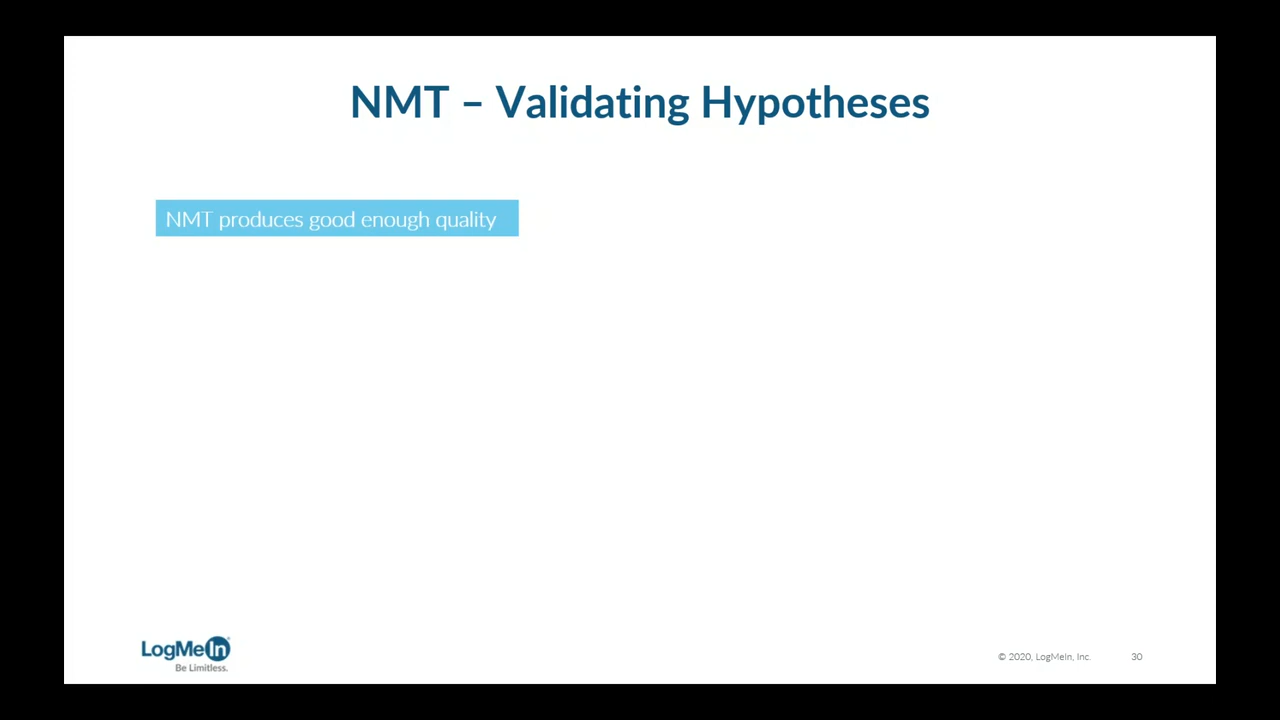 NMT – Validating Hypotheses
NMT produces good enough quality
LogMeIn
Be Limitless.
© 2020, LogMeIn, Inc.
30